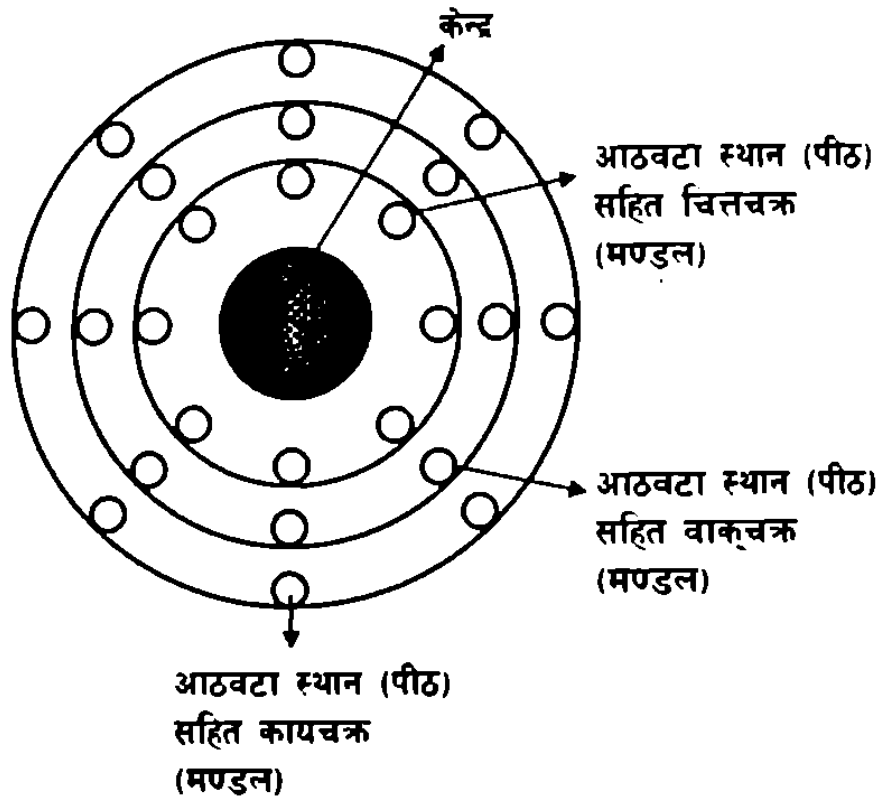 केन्द्र
आठवटा स्थान (पीठ)
सहित चित्तचक्र
(मण्डल)
आठवटा स्थान (पीठ)
सहित वाक्‌चक्र
(मण्डल)
आठवटा स्थान (पीठ)
सहित कायचक्र
(मण्डल)